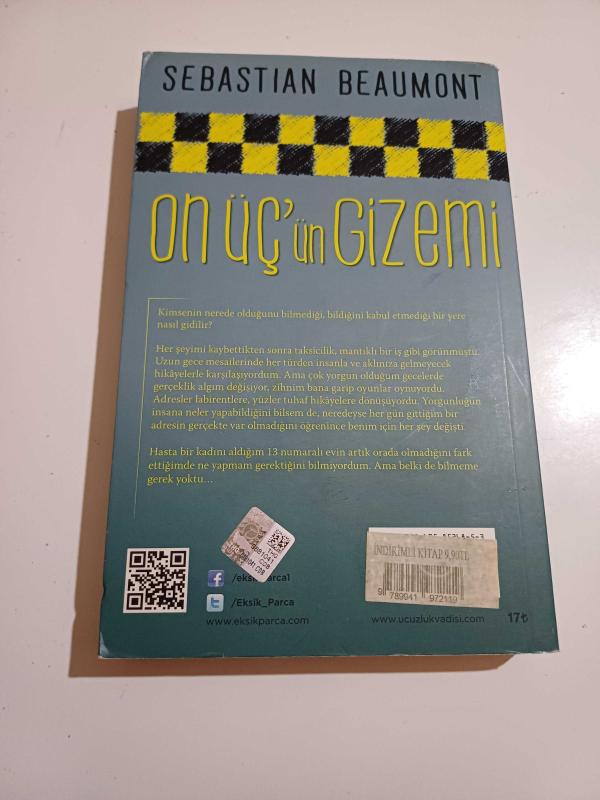 SEBASTIAN BEAUMONT
On Üç'ün Gizemi
Kimsenin nerede olduğunu bilmediği, bildiğini kabul etmediği bir yere
nasıl gidilir?
Her şeyimi kaybettikten sonra taksicilik, mantıklı bir iş gibi görünmüştü.
Uzun gece mesailerinde her türden insanla ve aklınıza gelmeyecek
hikâyelerle karşılaşıyordum. Ama çok yorgun olduğum gecelerde
gerçeklik algım değişiyor, zihnim bana garip oyunlar oynuyordu.
Adresler labirentlere, yüzler tuhaf hikâyelere dönüşüyordu. Yorgunluğun
insana neler yapabildiğini bilsem de, neredeyse her gün gittiğim bir
adresin gerçekte var olmadığını öğrenince benim için her şey değişti.
Hasta bir kadını aldığım 13 numaralı evin artık orada olmadığını fark
ettiğimde ne yapmam gerektiğini bilmiyordum. Ama belki de bilmeme
gerek yoktu...
İNDİRİMLİ KİTAP 9,90TL
9 789941 972119
/Eksik_Parca
www.eksikparca.com
www.ucuzlukvadisi.com
17₺